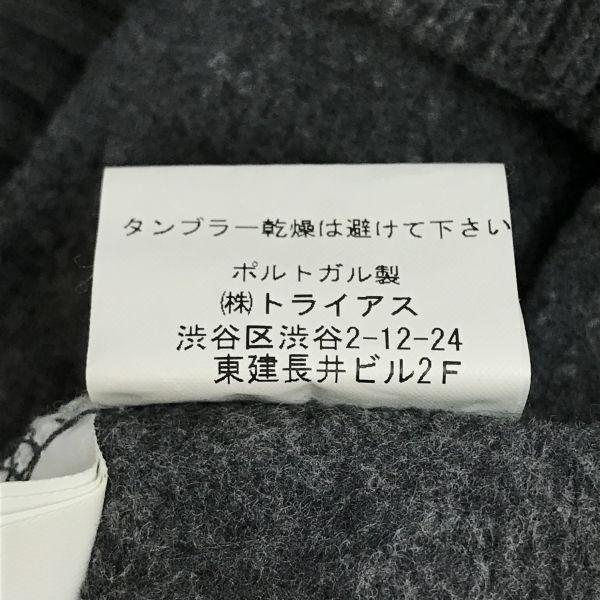 タンブラー乾燥は避けて下さい
ポルトガル製
㈱トライアス
渋谷区渋谷2-12-24
東建長井ビル2F